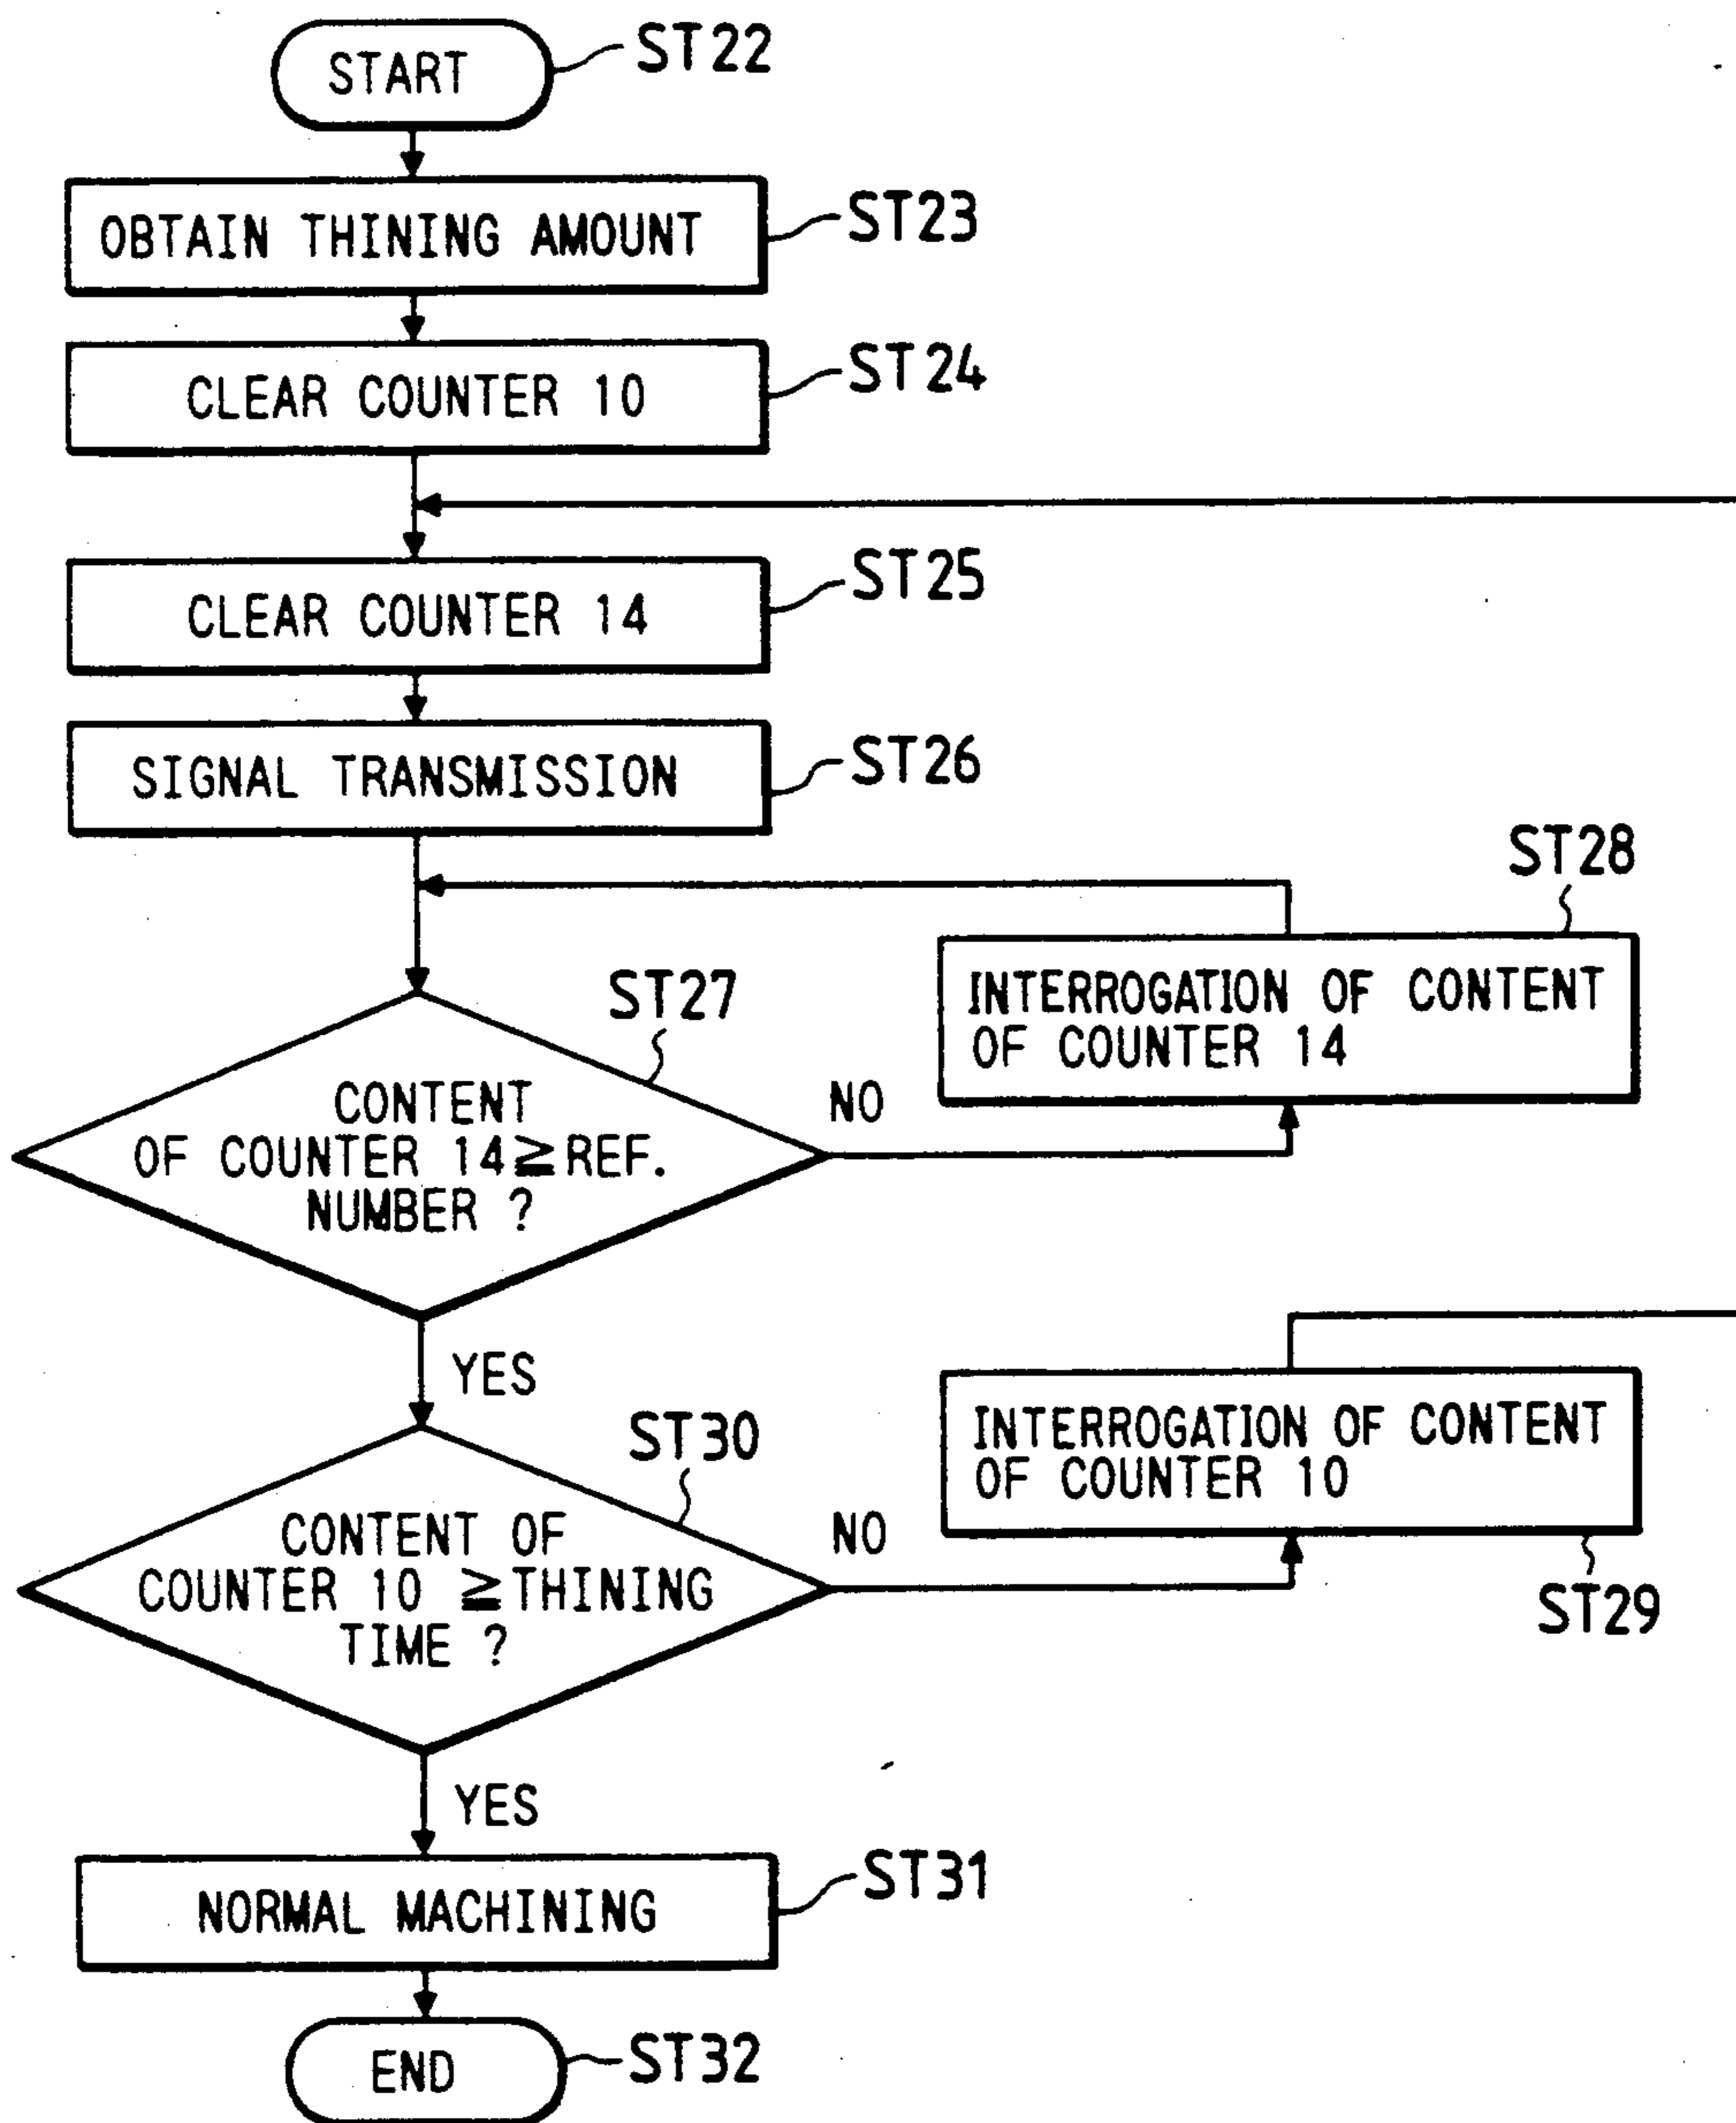 START
ST22
OBTAIN THINING AMOUNT
ST23
CLEAR COUNTER 10
ST24
CLEAR COUNTER 14
ST25
SIGNAL TRANSMISSION
ST26
ST28
INTERROGATION OF CONTENT
OF COUNTER 14
ST27
CONTENT
OF COUNTER 14≧REF.
NUMBER ?
NO
YES
ST30
CONTENT OF
COUNTER 10 ≧THINING
TIME ?
NO
INTERROGATION OF CONTENT
OF COUNTER 10
ST29
YES
NORMAL MACHINING
ST31
END
ST32